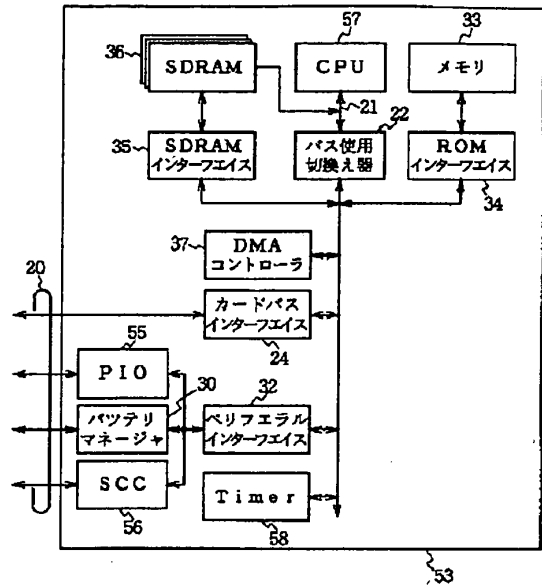 57
33
36
SDRAM
CPU
メモリ
21
22
35
SDRAM
インターフエイス
バス使用
切換え器
ROM
インターフエイス
34
37
DMA
コントローラ
20
カードバス
インターフエイス
24
55
PIO
30
32
バツテリ
マネージャ
ペリフエラル
インターフエイス
SCC
56
Timer
58
53